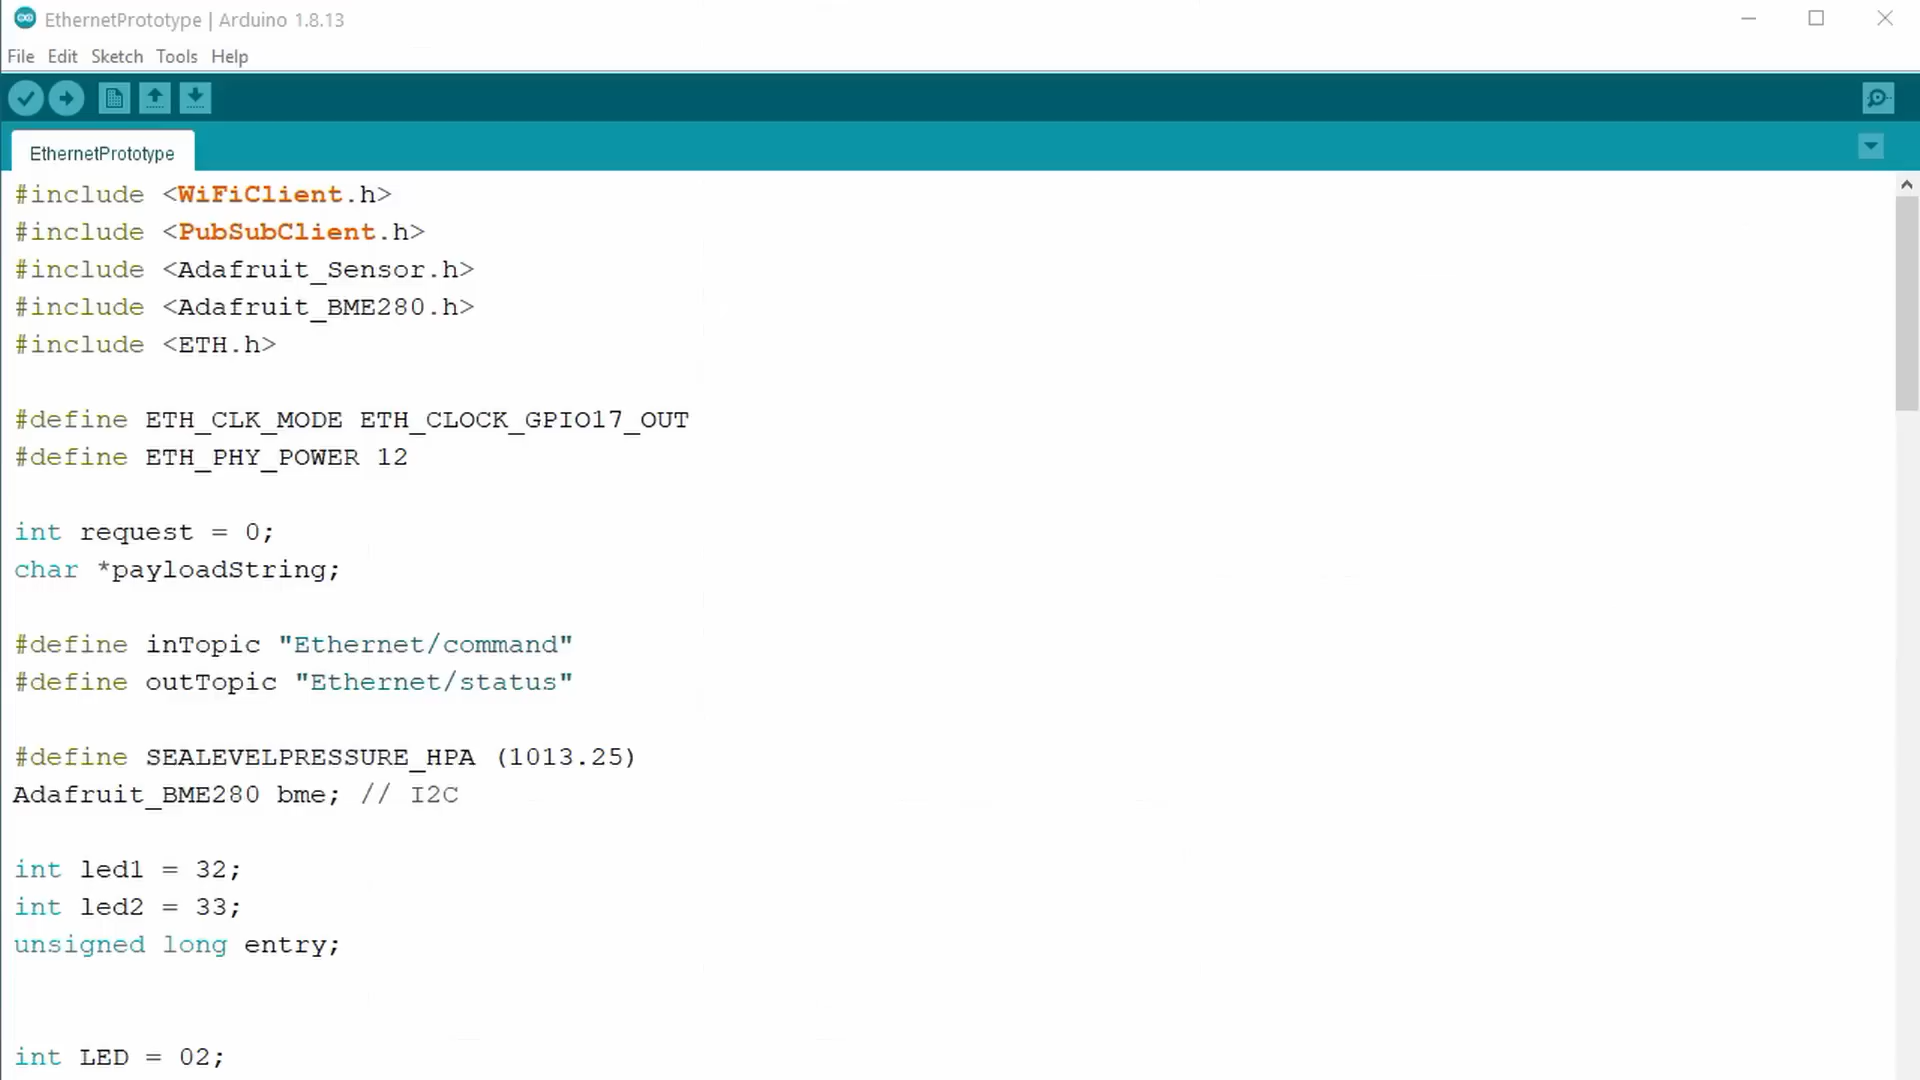 EthernetPrototype | Arduino 1.8.13
File Edit Sketch Tools Help
EthernetPrototype
#include <WiFiClient.h>
#include <PubSubClient.h>
#include <Adafruit_Sensor.h>
#include <Adafruit_BME280.h>
#include <ETH.h>
#define ETH_CLK_MODE ETH_CLOCK_GPIO17_OUT
#define ETH_PHY_POWER 12
int request = 0;
char *payloadString;
#define inTopic "Ethernet/command"
#define outTopic "Ethernet/status"
#define SEALEVELPRESSURE_HPA (1013.25)
Adafruit_BME280 bme; // I2C
int led1 = 32;
int led2 = 33;
unsigned long entry;
int LED = 02;